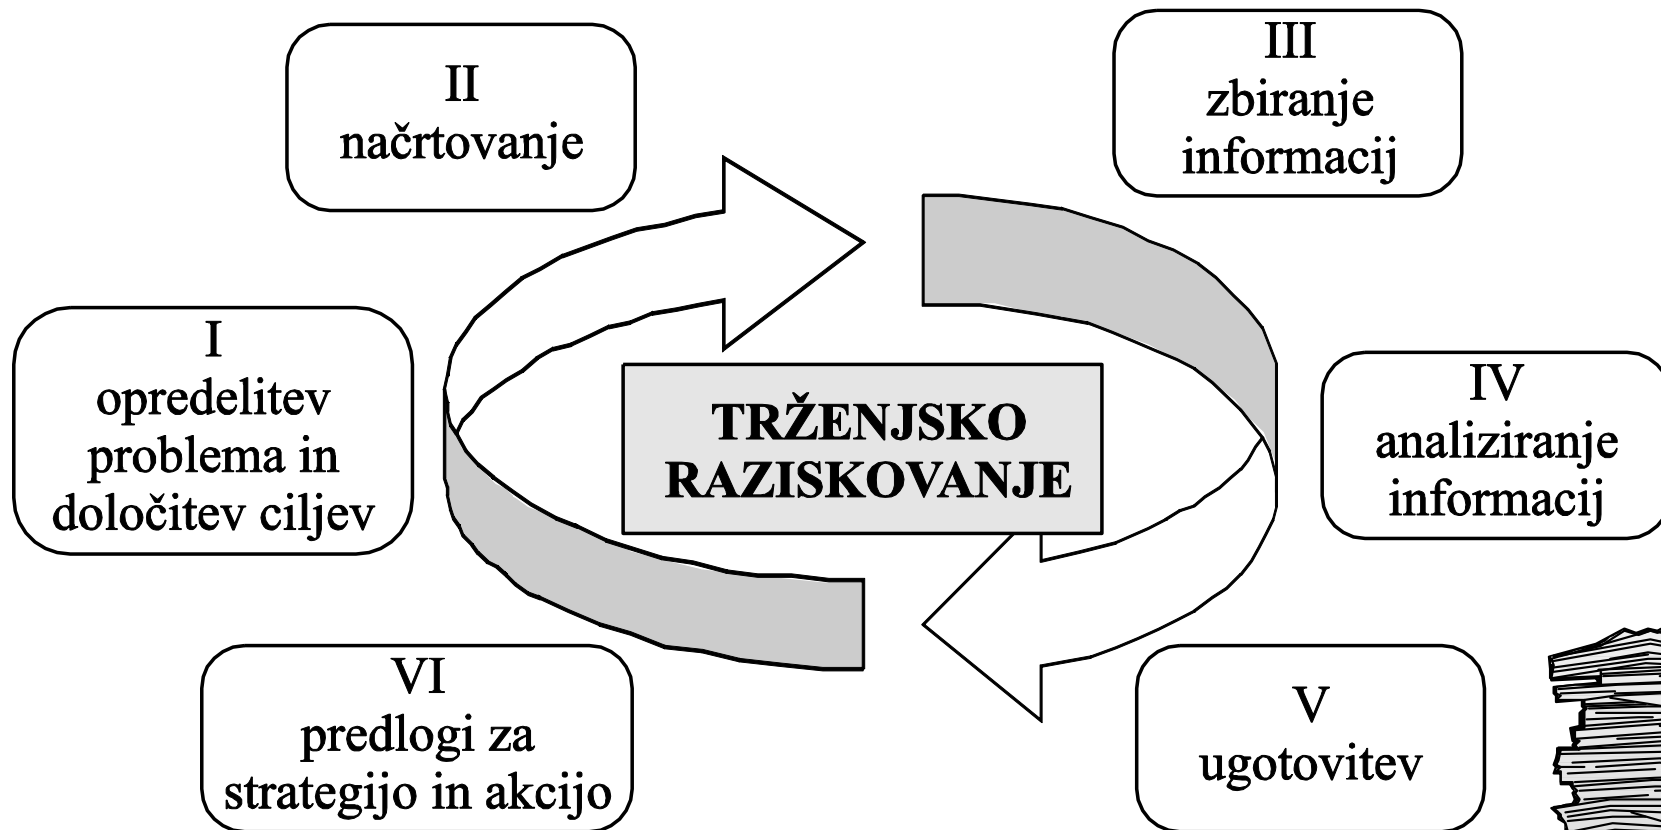 I
opredelitev
problema in
določitev ciljev
II
načrtovanje
III
zbiranje
informacij
IV
analiziranje
informacij
V
ugotovitev
VI
predlogi za
strategijo in akcijo
TRŽENJSKO
RAZISKOVANJE